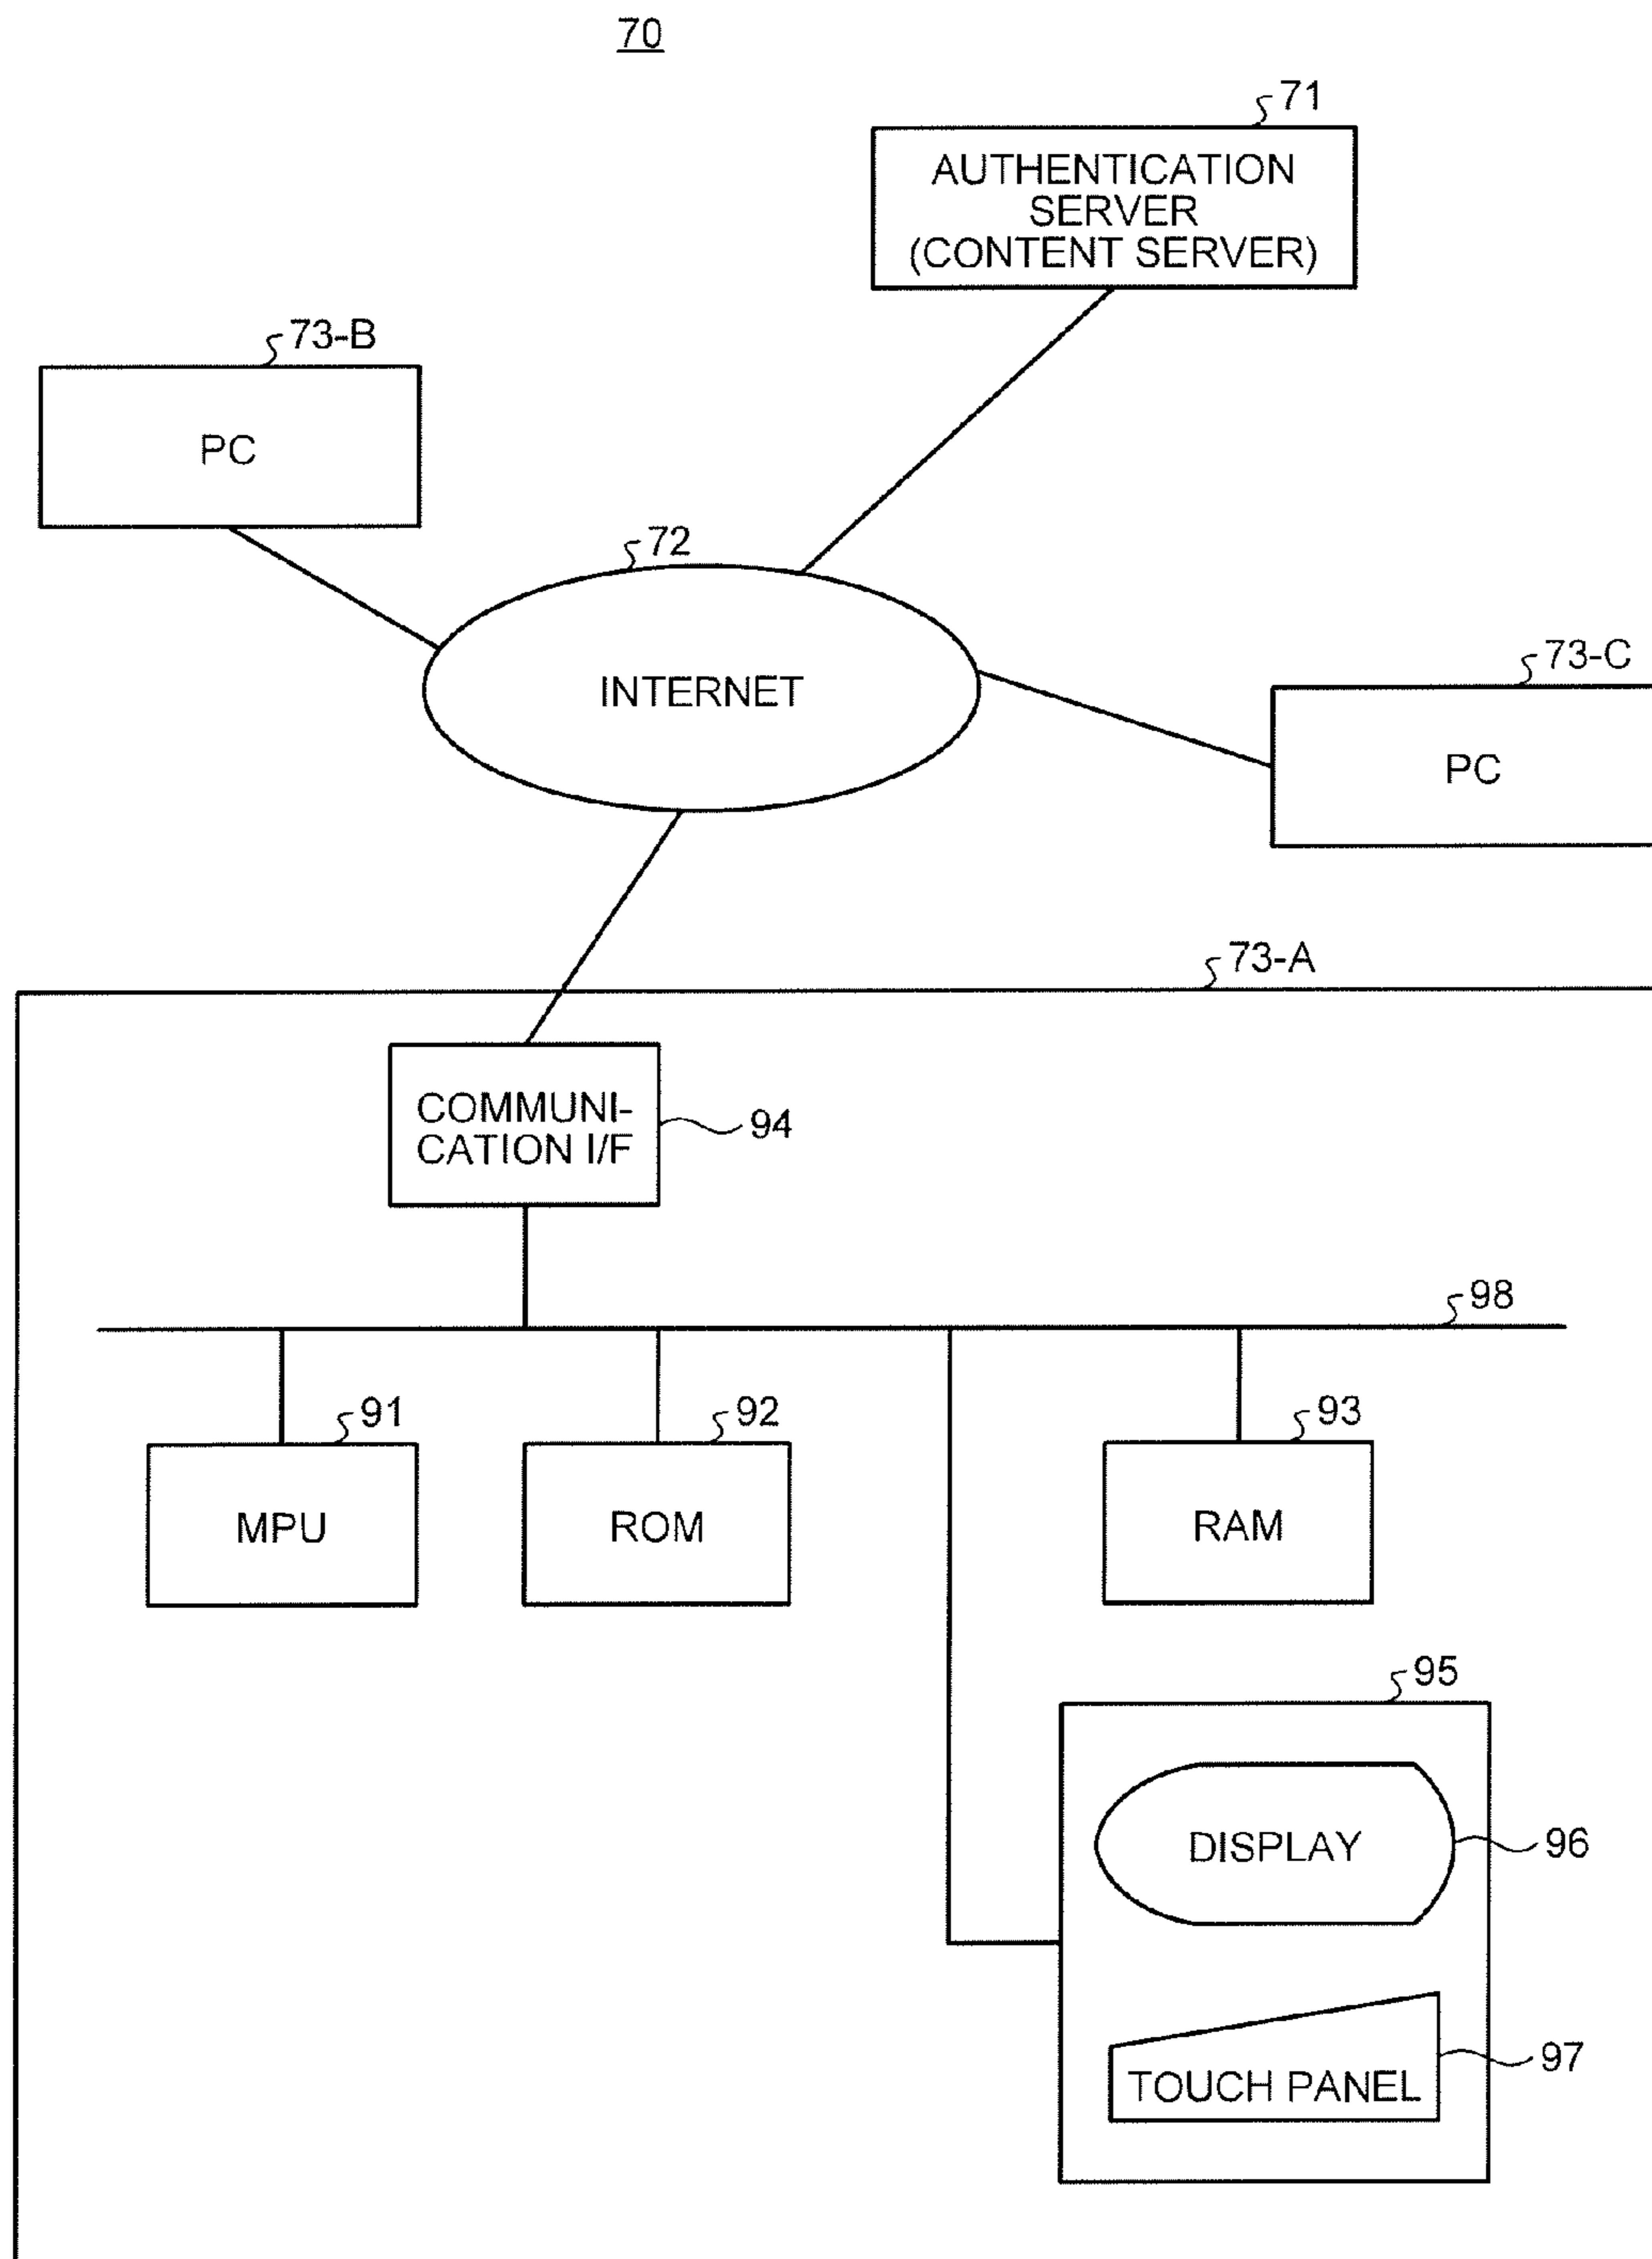 70
71
AUTHENTICATION
SERVER
(CONTENT SERVER)
73-B
PC
72
INTERNET
73-C
PC
73-A
COMMUNI-
CATION I/F
94
98
91
MPU
92
ROM
93
RAM
95
DISPLAY
96
TOUCH PANEL
97